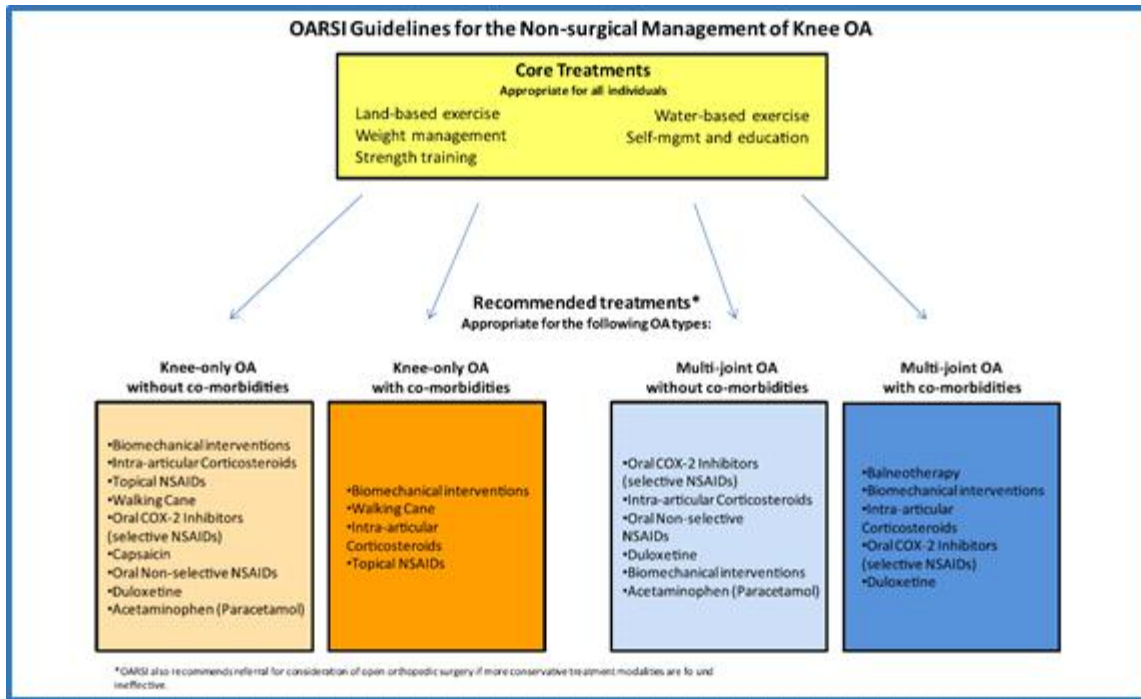 OARSI Guidelines for the Non-surgical Management of Knee OA
Core Treatments
Appropriate for all individuals
Land-based exercise
Weight management
Strength training
Water-based exercise
Self-mgmt and education
Recommended treatments*
Appropriate for the following OA types:
Knee-only OA
without co-morbidities
•Biomechanical interventions
•Intra-articular Corticosteroids
•Topical NSAIDs
•Walking Cane
•Oral COX-2 Inhibitors
(selective NSAIDs)
•Capsaicin
•Oral Non-selective NSAIDs
•Duloxetine
•Acetaminophen (Paracetamol)
Knee-only OA
with co-morbidities
•Biomechanical interventions
•Walking Cane
•Intra-articular
Corticosteroids
•Topical NSAIDs
Multi-joint OA
without co-morbidities
•Oral COX-2 Inhibitors
(selective NSAIDs)
•Intra-articular Corticosteroids
•Oral Non-selective
NSAIDs
•Duloxetine
•Biomechanical interventions
•Acetaminophen (Paracetamol)
Multi-joint OA
with co-morbidities
•Balneotherapy
•Biomechanical interventions
•Intra-articular
Corticosteroids
•Oral COX-2 Inhibitors
(selective NSAIDs)
•Duloxetine
*OARSI also recommends referral for consideration of open orthopedic surgery if more conservative treatment modalities are fo und
ineffective.